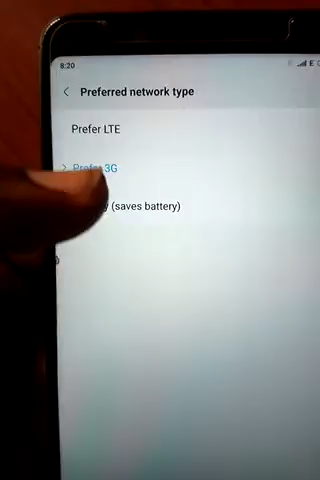 8:20
E
Preferred network type
Prefer LTE
Prefer 3G
(saves battery)